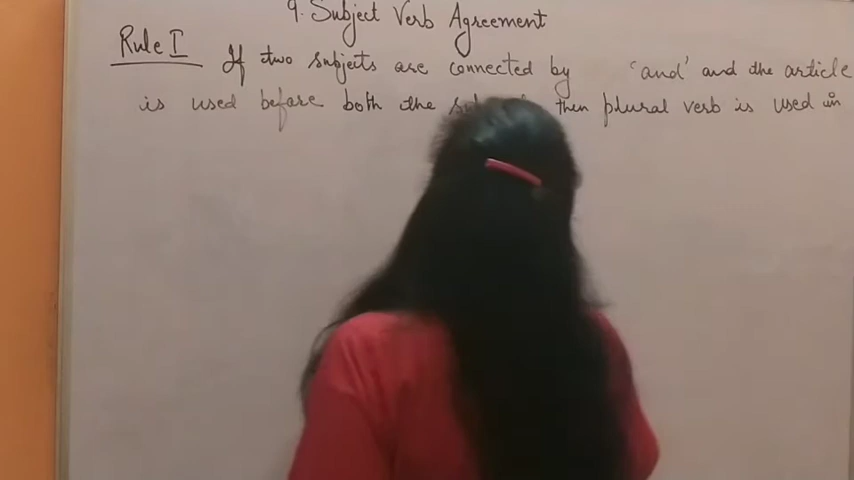 9. Subject Verb Agreement
Rule I
If two subjects are connected by 'and' and the article
is used before both the then plural verb is used in